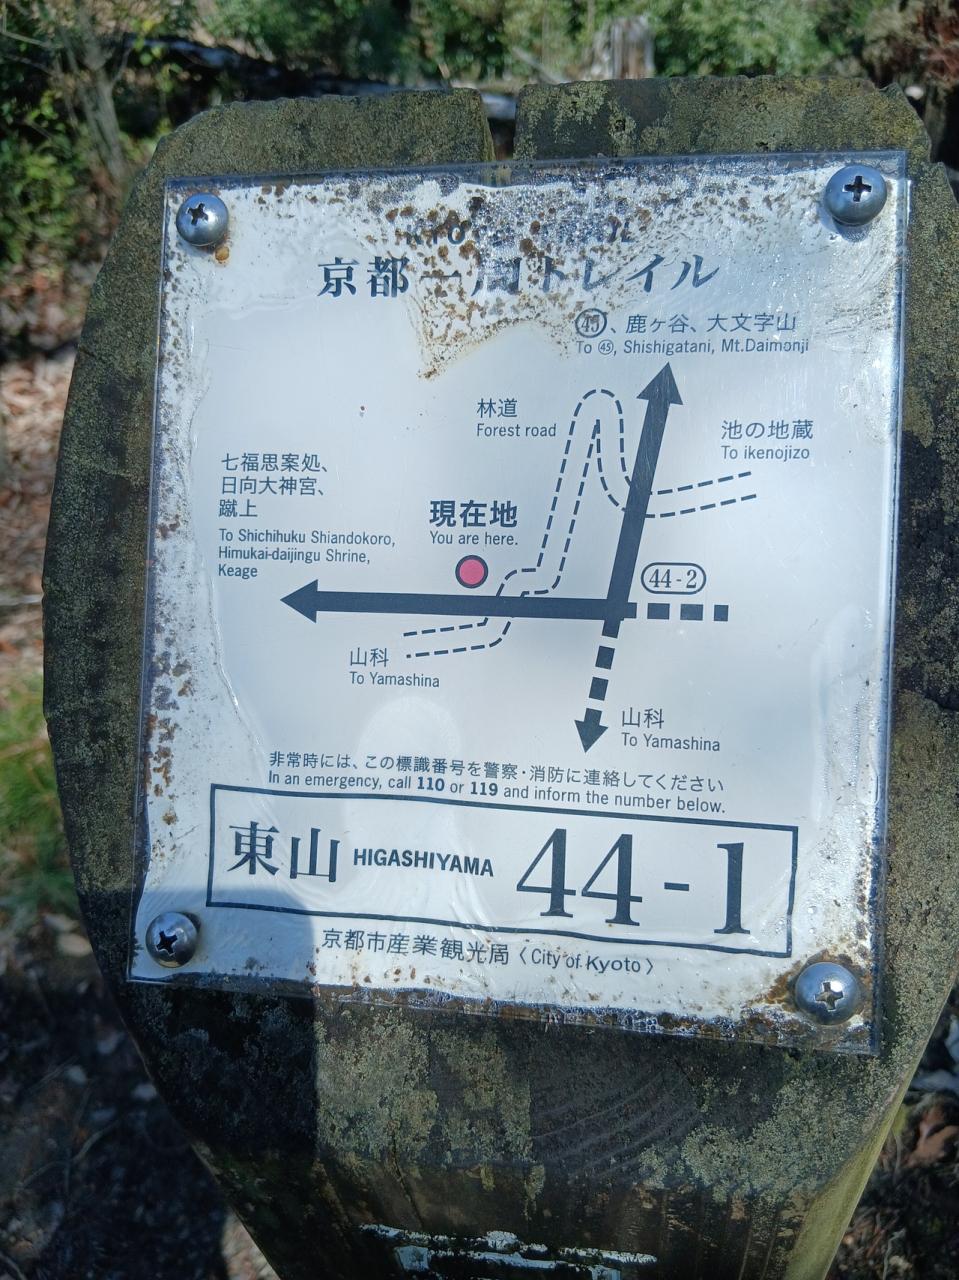 京都一周トレイル
㊺、鹿ヶ谷、大文字山
To ㊺, Shishigatani, Mt.Daimonji
林道
Forest road
池の地蔵
To ikenojizo
七福思案処、
日向大神宮、
蹴上
To Shichihuku Shiandokoro,
Himukai-daijingu Shrine,
Keage
現在地
You are here.
44-2
山科
To Yamashina
山科
To Yamashina
非常時には、この標識番号を警察・消防に連絡してください
In an emergency, call 110 or 119 and inform the number below.
東山 HIGASHIYAMA 44-1
京都市産業観光局〈City of Kyoto〉